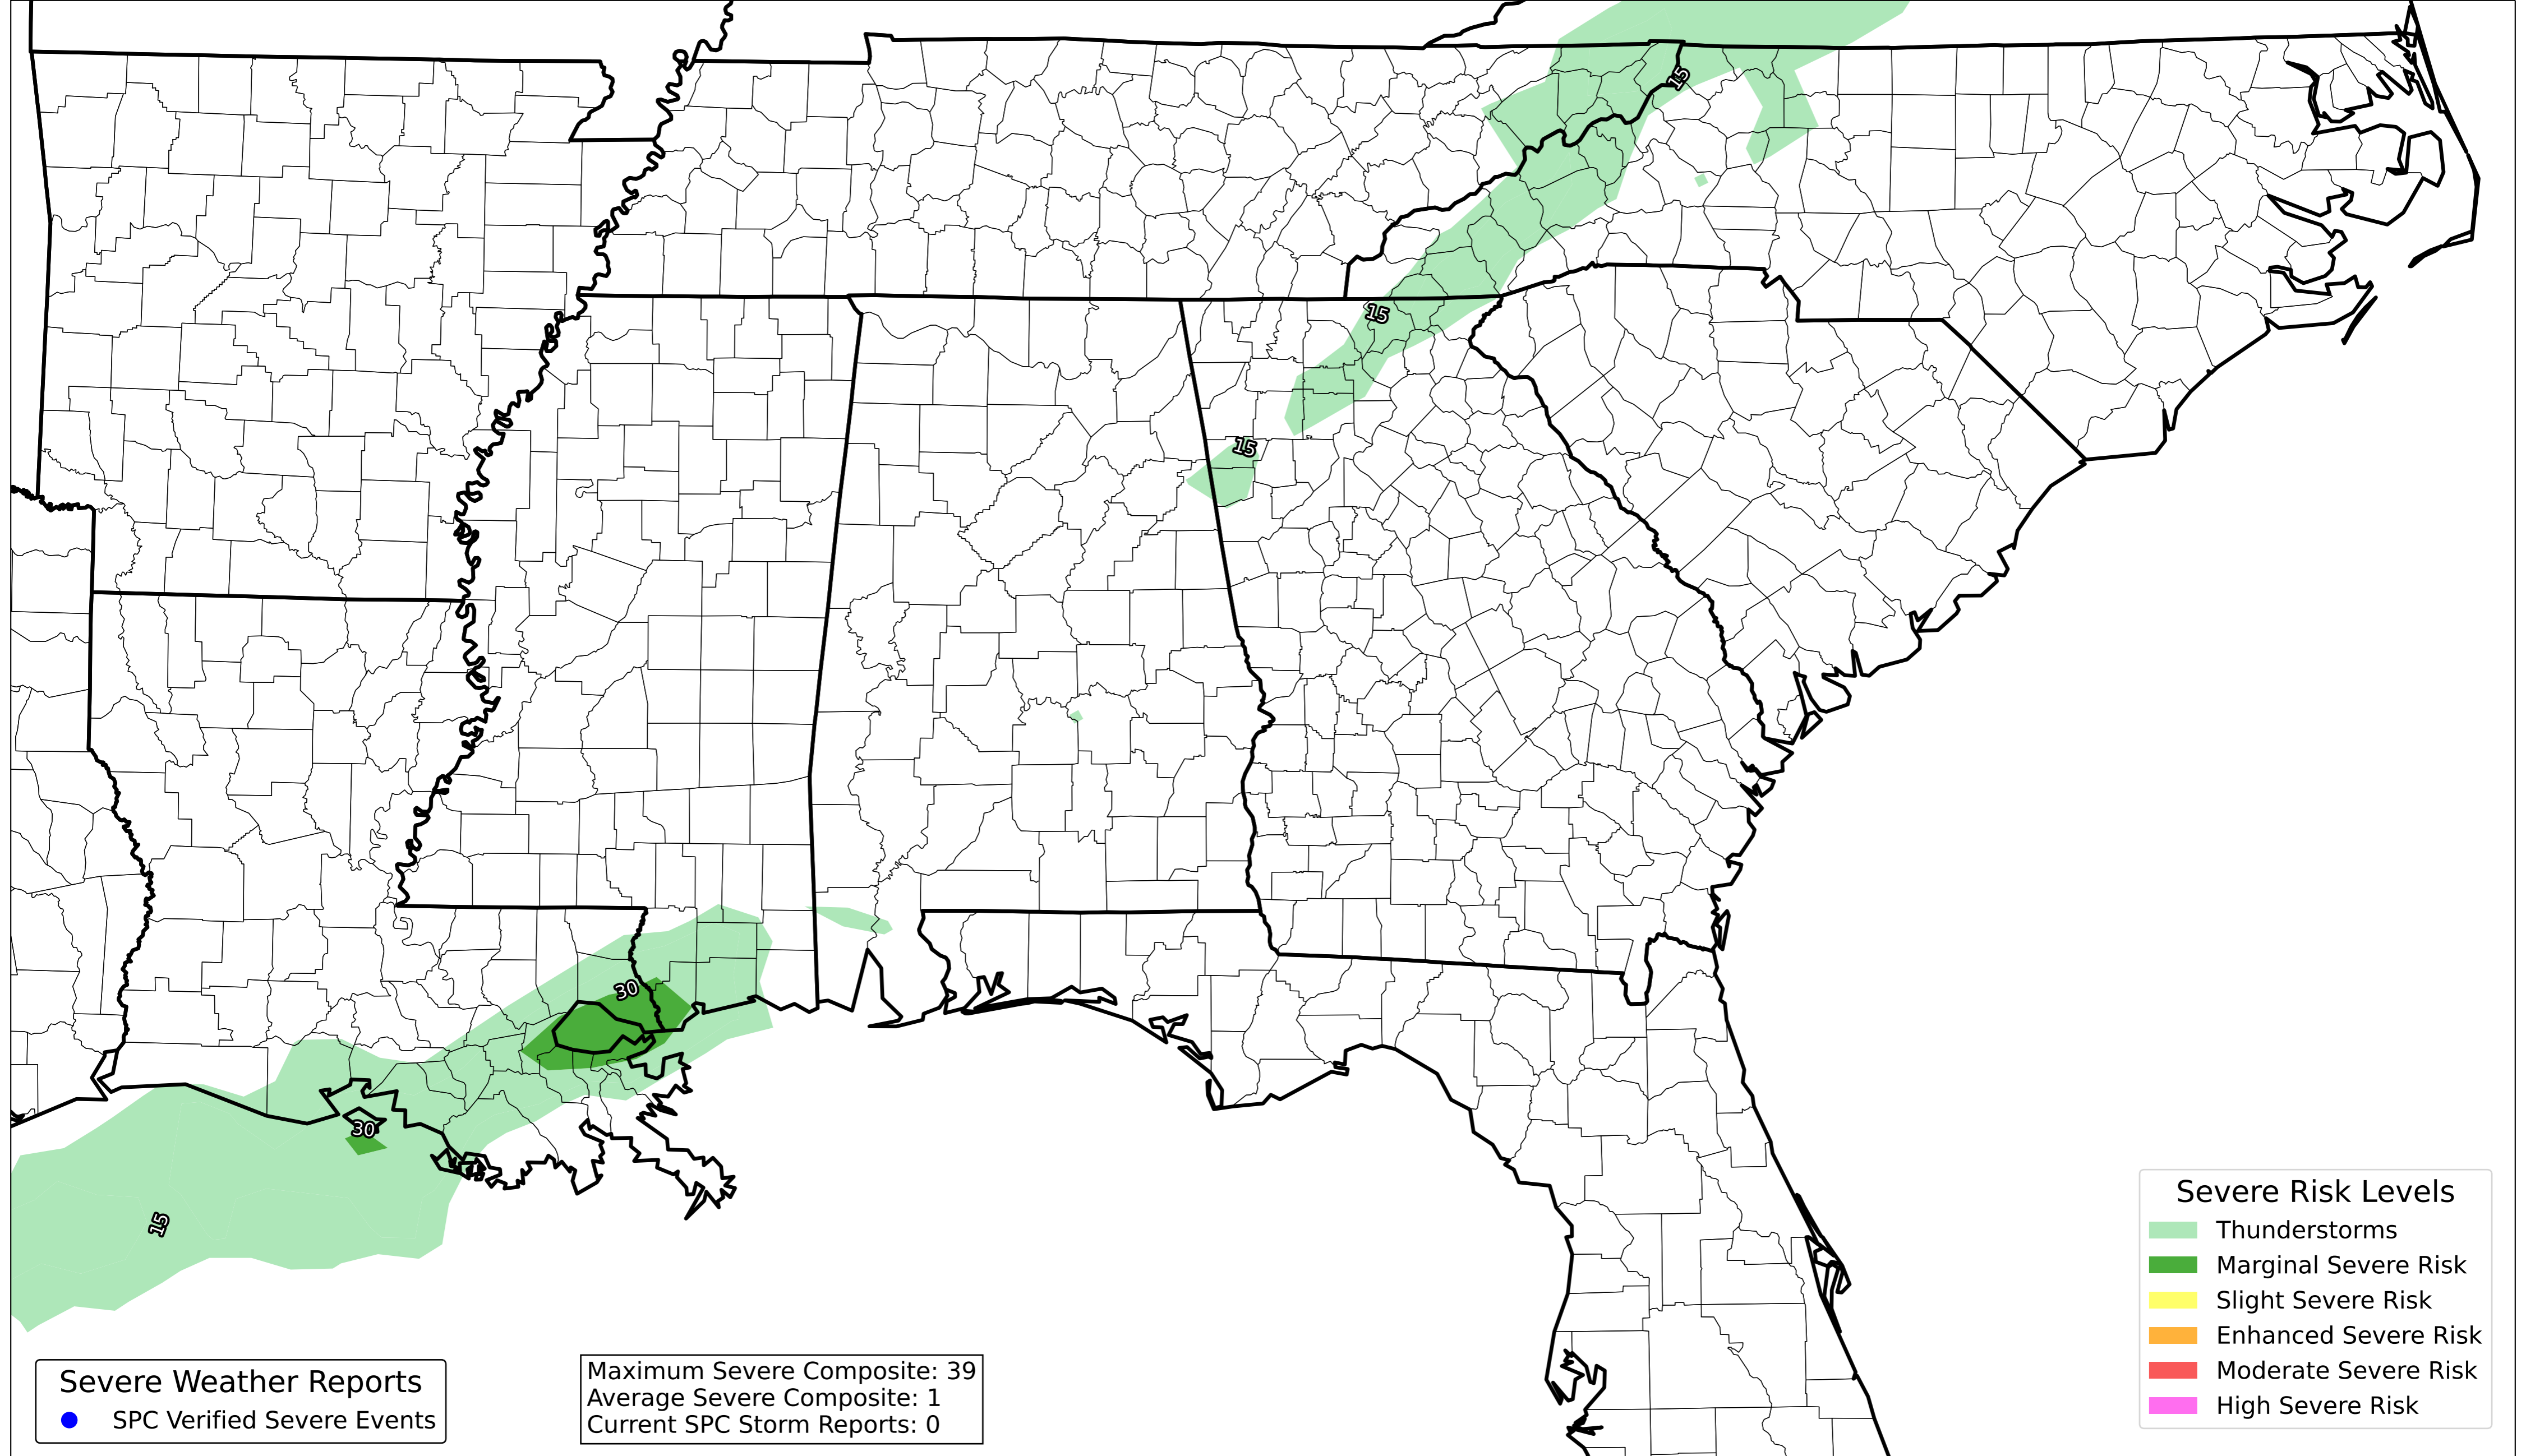 15
15
15
30
30
15
Severe Risk Levels
Thunderstorms
Marginal Severe Risk
Slight Severe Risk
Enhanced Severe Risk
Moderate Severe Risk
High Severe Risk
Severe Weather Reports
SPC Verified Severe Events
Maximum Severe Composite: 39
Average Severe Composite: 1
Current SPC Storm Reports: 0